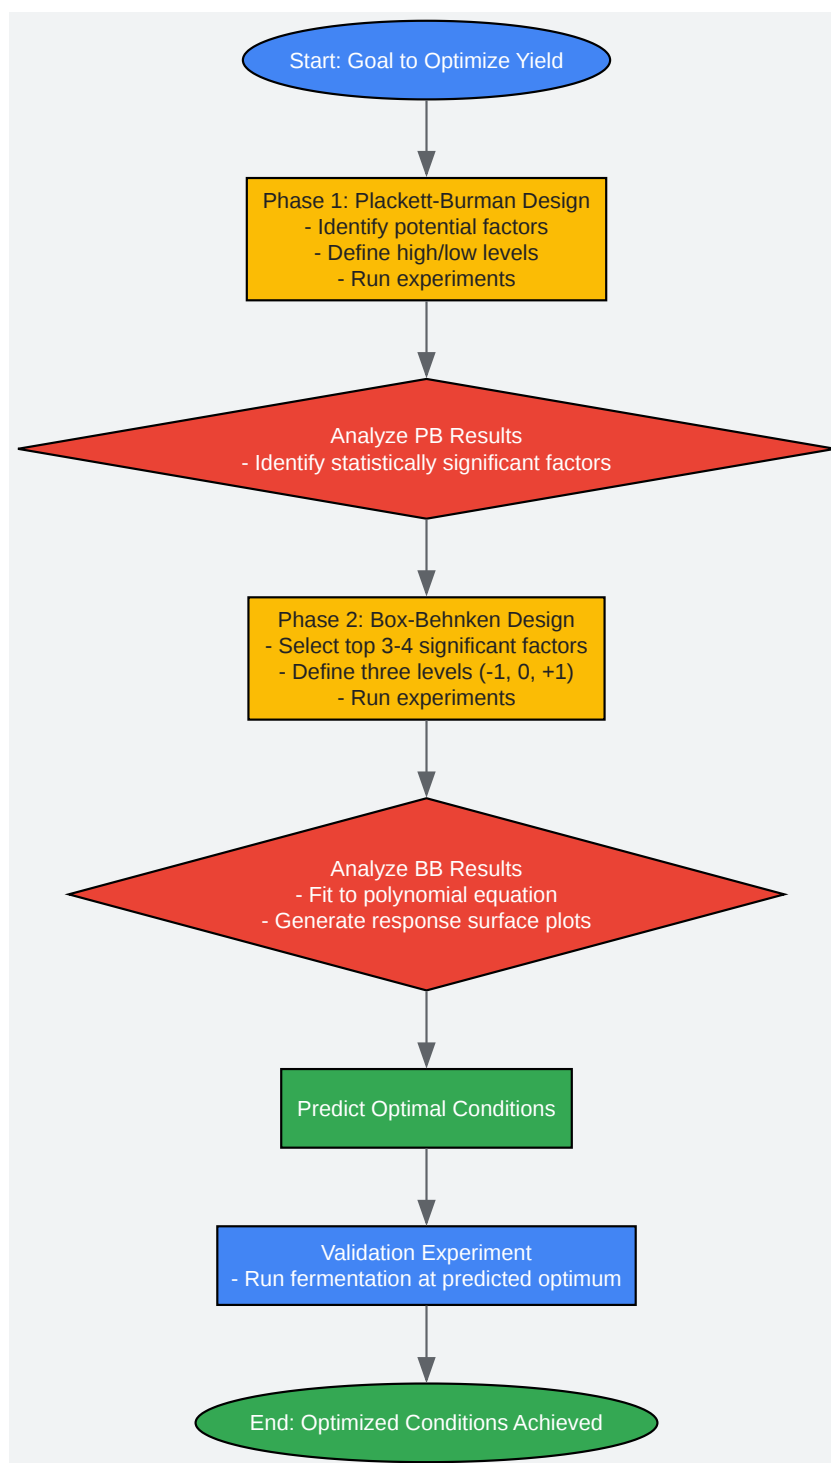 Start: Goal to Optimize Yield
Phase 1: Plackett-Burman Design
- Identify potential factors
- Define high/low levels
- Run experiments
Analyze PB Results
- Identify statistically significant factors
Phase 2: Box-Behnken Design
- Select top 3-4 significant factors
- Define three levels (-1, 0, +1)
- Run experiments
Analyze BB Results
- Fit to polynomial equation
- Generate response surface plots
Predict Optimal Conditions
Validation Experiment
- Run fermentation at predicted optimum
End: Optimized Conditions Achieved